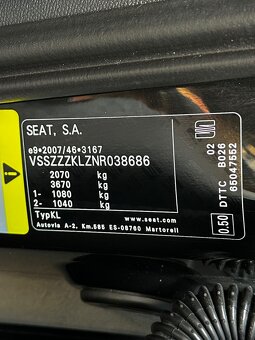 SEAT, S.A.
e9*2007/46*3167
VSSZZZKLZNR038686
2070 kg
3670 kg
1- 1080 kg
2- 1040 kg
TypKL www.seat.com
Autovia A-2, Km.585 ES-08760 Martorell
0.50 DTTC 65047552
B026
02